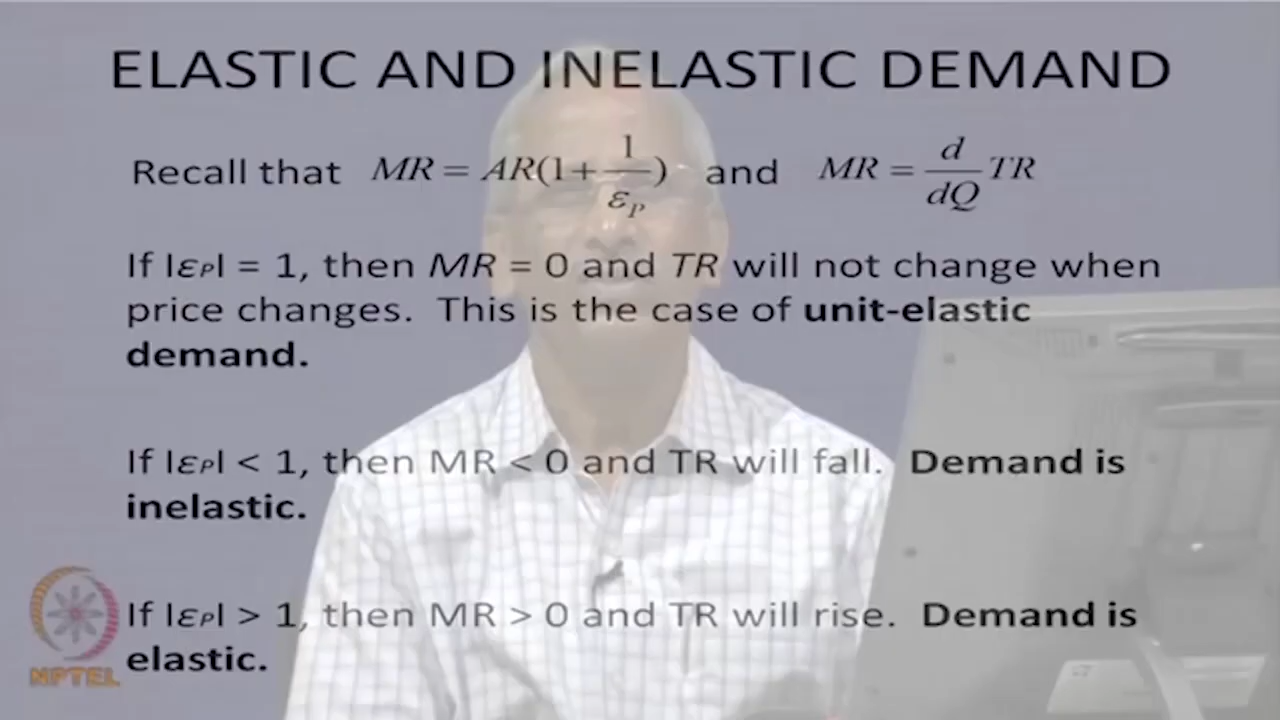 ELASTIC AND INELASTIC DEMAND
Recall that MR = AR(1+ 1/εP) and MR = d/dQ TR
If |εP| = 1, then MR = 0 and TR will not change when
price changes. This is the case of unit-elastic
demand.
If |εP| < 1, then MR < 0 and TR will fall. Demand is
inelastic.
If |εP| > 1, then MR > 0 and TR will rise. Demand is
elastic.
NPTEL